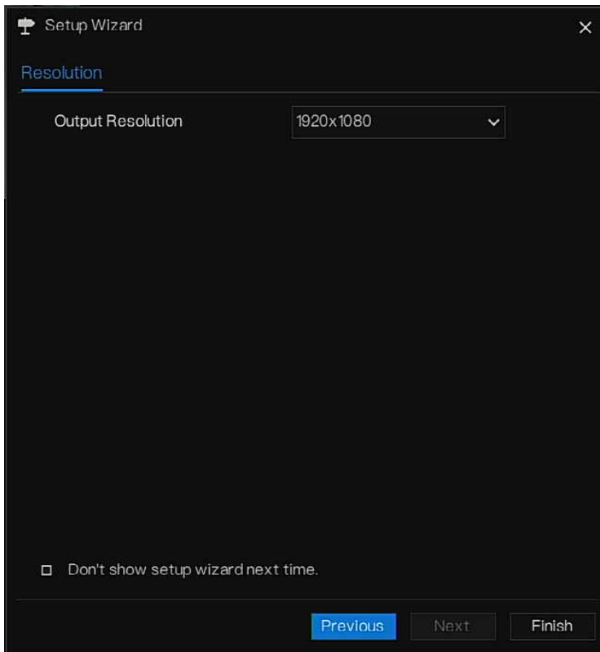 Setup Wizard
Resolution
Output Resolution 1920x1080
Don't show setup wizard next time.
Previous Next Finish